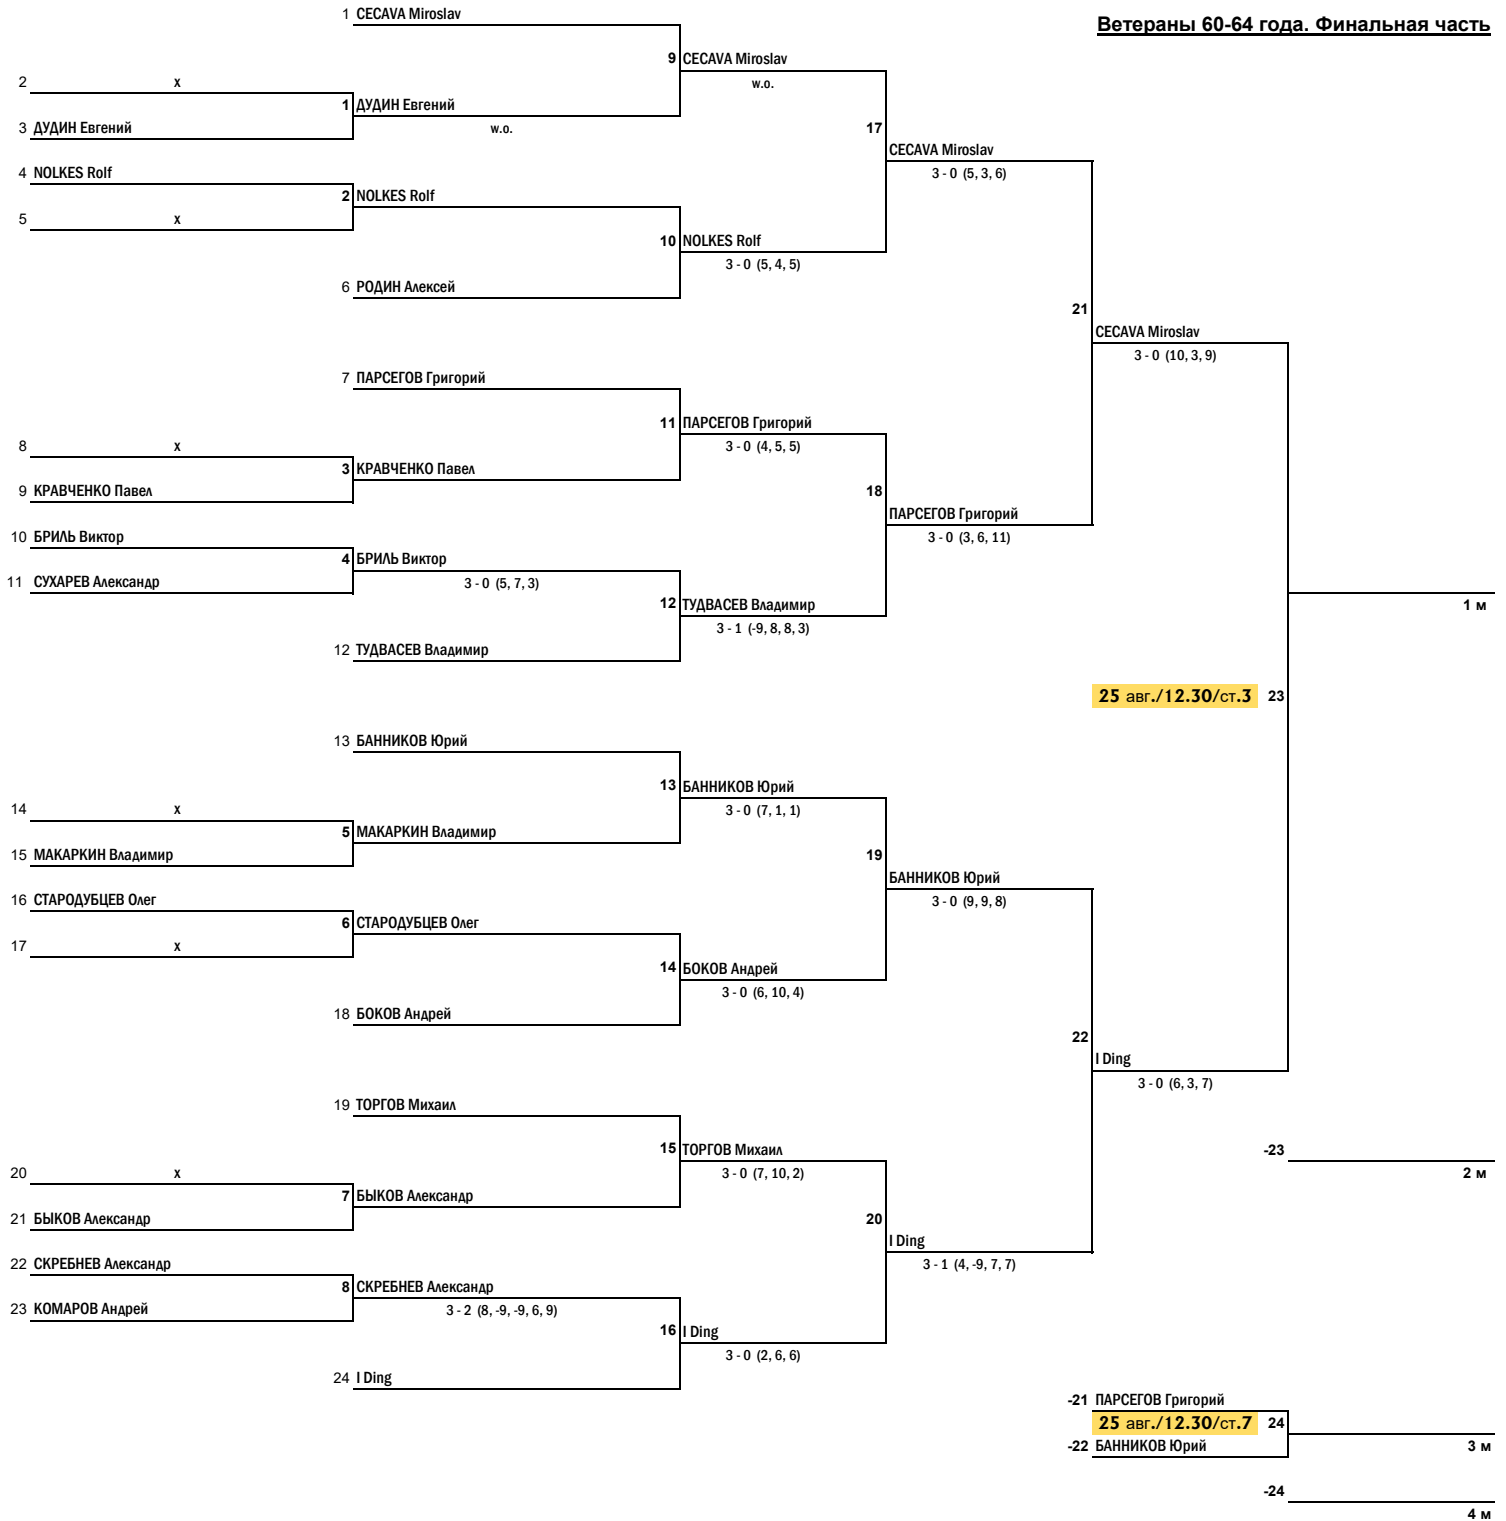 1 CECAVA Miroslav
Ветераны 60-64 года. Финальная часть
9 CECAVA Miroslav
2 x
w.o.
1 ДУДИН Евгений
3 ДУДИН Евгений
w.o.
17
CECAVA Miroslav
4 NOLKES Rolf
3 - 0 (5, 3, 6)
2 NOLKES Rolf
5 x
10 NOLKES Rolf
3 - 0 (5, 4, 5)
6 РОДИН Алексей
21
CECAVA Miroslav
3 - 0 (10, 3, 9)
7 ПАРСЕГОВ Григорий
11 ПАРСЕГОВ Григорий
8 x
3 - 0 (4, 5, 5)
3 КРАВЧЕНКО Павел
9 КРАВЧЕНКО Павел
18
ПАРСЕГОВ Григорий
10 БРИЛЬ Виктор
3 - 0 (3, 6, 11)
4 БРИЛЬ Виктор
11 СУХАРЕВ Александр
3 - 0 (5, 7, 3)
12 ТУДВАСЕВ Владимир
1 м
3 - 1 (-9, 8, 8, 3)
12 ТУДВАСЕВ Владимир
25 авг./12.30/ст.3 23
13 БАННИКОВ Юрий
13 БАННИКОВ Юрий
14 x
3 - 0 (7, 1, 1)
5 МАКАРКИН Владимир
15 МАКАРКИН Владимир
19
БАННИКОВ Юрий
16 СТАРОДУБЦЕВ Олег
3 - 0 (9, 9, 8)
6 СТАРОДУБЦЕВ Олег
17 x
14 БОКОВ Андрей
3 - 0 (6, 10, 4)
18 БОКОВ Андрей
22
I Ding
3 - 0 (6, 3, 7)
19 ТОРГОВ Михаил
15 ТОРГОВ Михаил
-23
20 x
3 - 0 (7, 10, 2)
2 м
7 БЫКОВ Александр
21 БЫКОВ Александр
20
I Ding
22 СКРЕБНЕВ Александр
3 - 1 (4, -9, 7, 7)
8 СКРЕБНЕВ Александр
23 КОМАРОВ Андрей
3 - 2 (8, -9, -9, 6, 9)
16 I Ding
3 - 0 (2, 6, 6)
24 I Ding
-21 ПАРСЕГОВ Григорий
25 авг./12.30/ст.7 24
-22 БАННИКОВ Юрий
3 м
-24
4 м